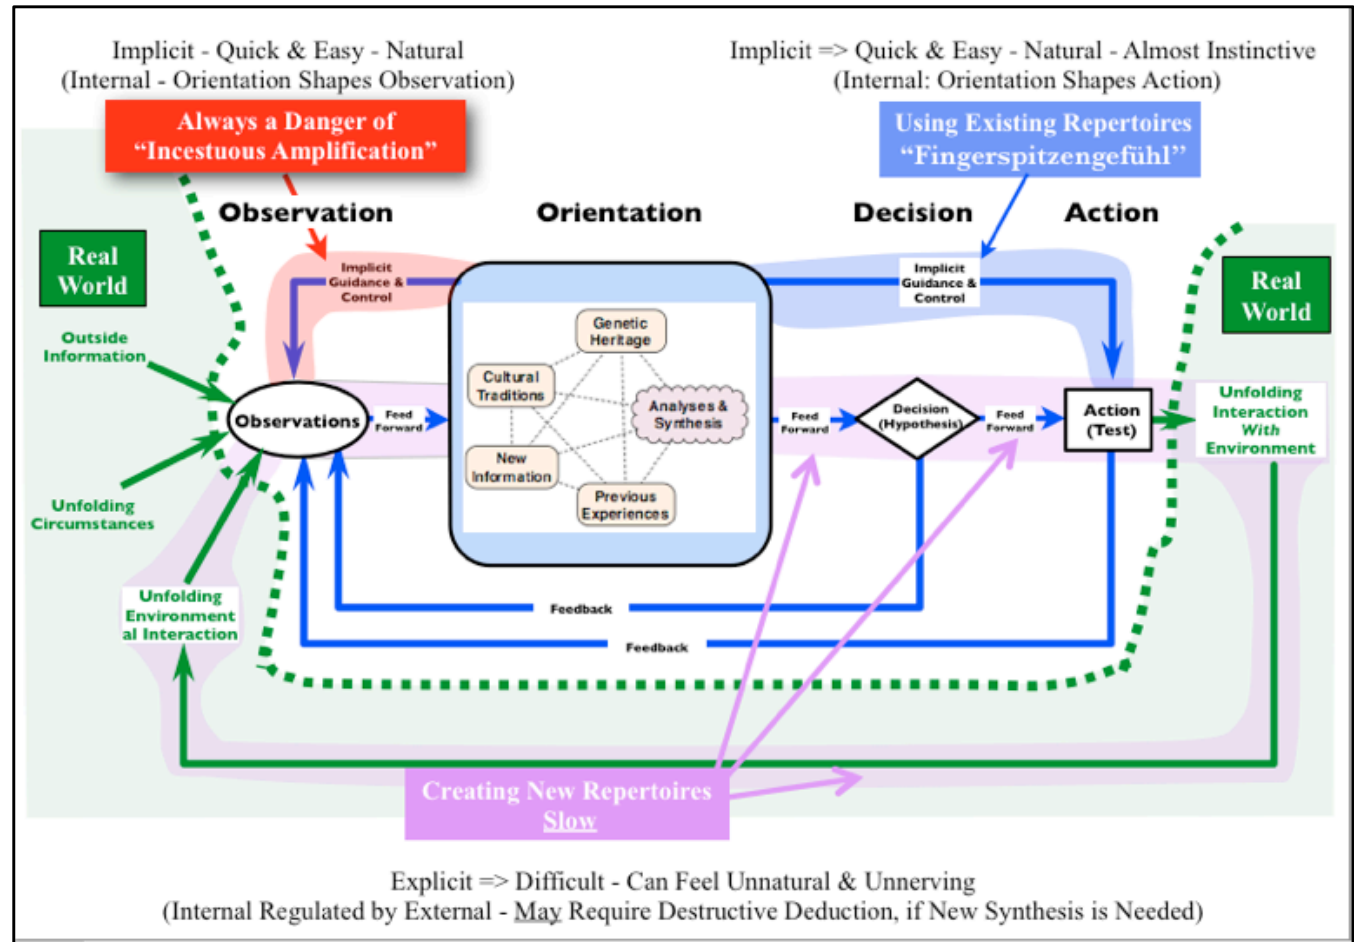 Implicit - Quick & Easy - Natural
(Internal - Orientation Shapes Observation)
Implicit => Quick & Easy - Natural - Almost Instinctive
(Internal: Orientation Shapes Action)
Always a Danger of
“Incestuous Amplification”
Using Existing Repertoires
“Fingerspitzengefühl”
Observation
Orientation
Decision
Action
Real
World
Real
World
Implicit
Guidance &
Control
Implicit
Guidance &
Control
Outside
Information
Observations
Feed
Forward
Genetic
Heritage
Cultural
Traditions
Analyses &
Synthesis
New
Information
Previous
Experiences
Feed
Forward
Decision
(Hypothesis)
Feed
Forward
Action
(Test)
Unfolding
Interaction
With
Environment
Unfolding
Circumstances
Unfolding
Environment
al Interaction
Feedback
Feedback
Creating New Repertoires
Slow
Explicit => Difficult - Can Feel Unnatural & Unnerving
(Internal Regulated by External - May Require Destructive Deduction, if New Synthesis is Needed)